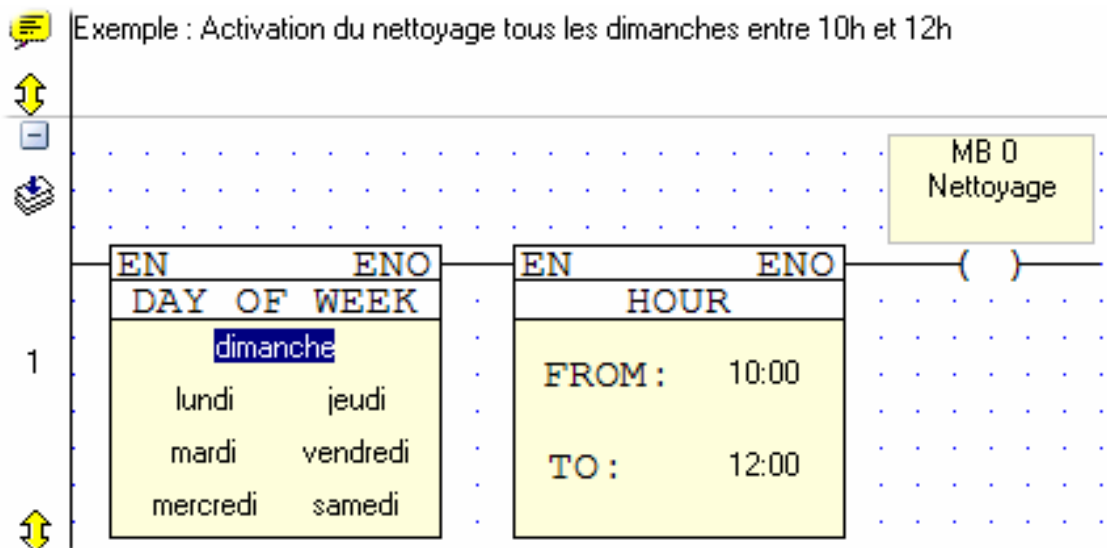 Exemple : Activation du nettoyage tous les dimanches entre 10h et 12h
MB 0
Nettoyage
EN ENO EN ENO ( )
DAY OF WEEK HOUR
dimanche
1
FROM: 10:00
lundi jeudi
mardi vendredi
TO: 12:00
mercredi samedi